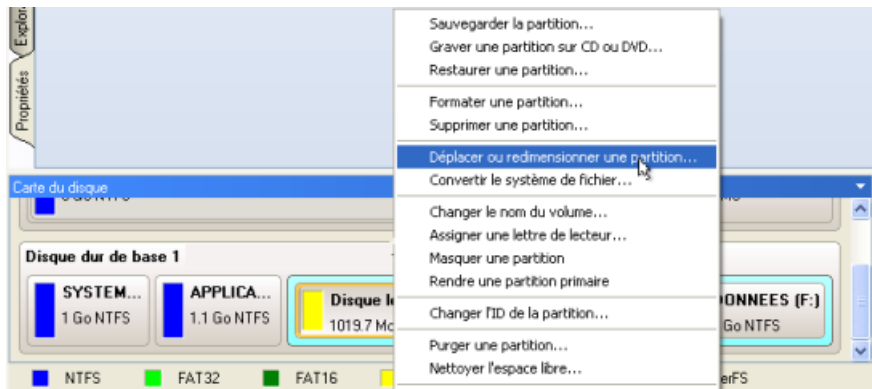 Explor
Propriétés
Sauvegarder la partition...
Graver une partition sur CD ou DVD...
Restaurer une partition...
Formater une partition...
Supprimer une partition...
Déplacer ou redimensionner une partition...
Convertir le système de fichier...
Changer le nom du volume...
Assigner une lettre de lecteur...
Masquer une partition
Rendre une partition primaire
Changer l'ID de la partition...
Purger une partition...
Nettoyer l'espace libre...
Carte du disque
Disque dur de base 1
SYSTEM...
1 Go NTFS
APPLICA...
1.1 Go NTFS
Disque l
1019.7 Mo
ONNEES (F:)
Go NTFS
NTFS
FAT32
FAT16
erFS